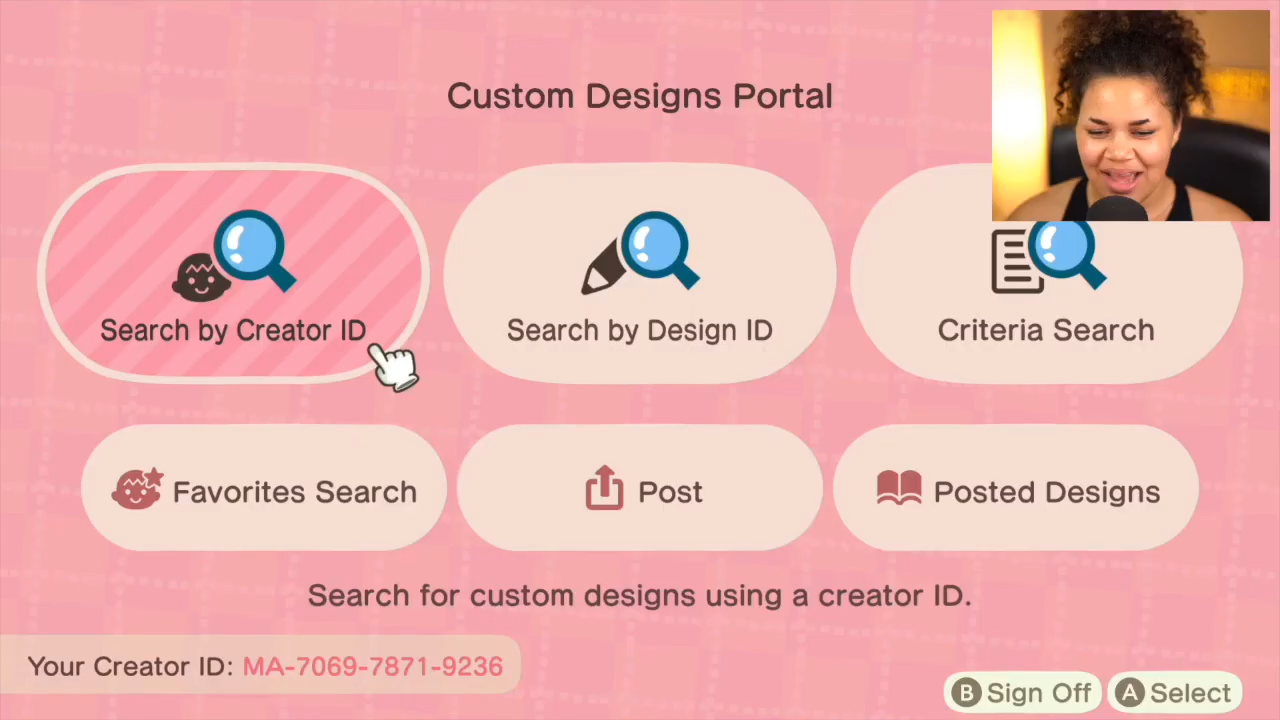 Custom Designs Portal
Search by Creator ID
Search by Design ID
Criteria Search
Favorites Search
Post
Posted Designs
Search for custom designs using a creator ID.
Your Creator ID: MA-7069-7871-9236
B Sign Off
A Select